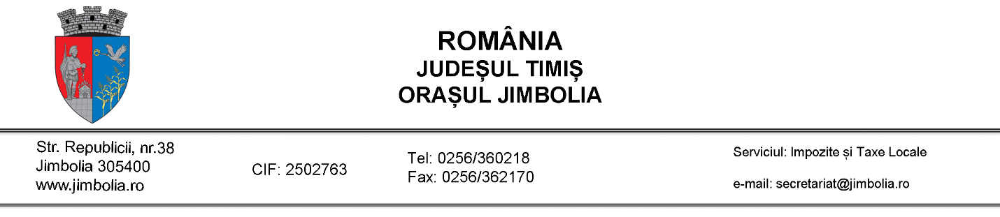 ROMÂNIA
JUDEȘUL TIMIȘ
ORAȘUL JIMBOLIA
Str. Republicii, nr.38
Jimbolia 305400
www.jimbolia.ro
CIF: 2502763
Tel: 0256/360218
Fax: 0256/362170
Serviciul: Impozite și Taxe Locale
e-mail: secretariat@jimbolia.ro